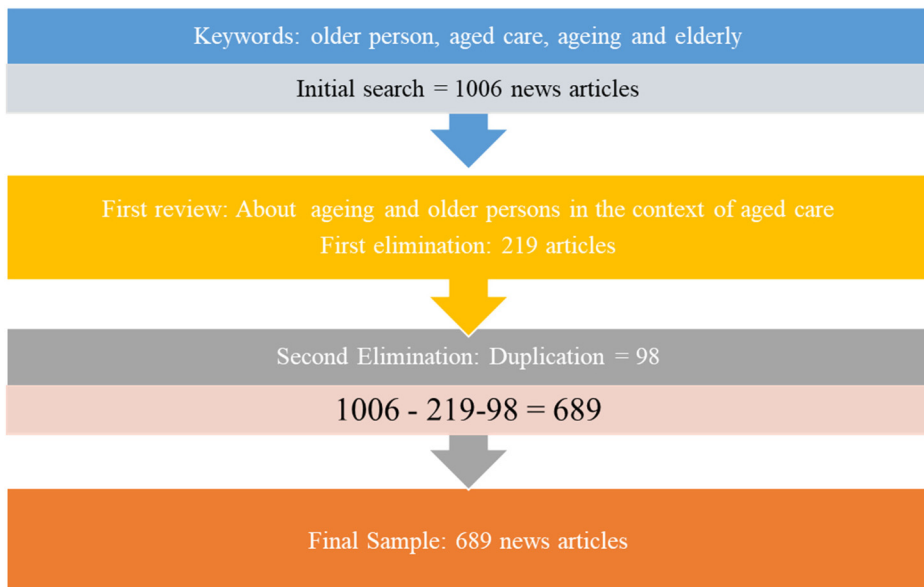 Keywords: older person, aged care, ageing and elderly
Initial search = 1006 news articles
First review: About ageing and older persons in the context of aged care
First elimination: 219 articles
Second Elimination: Duplication = 98
1006 - 219-98 = 689
Final Sample: 689 news articles